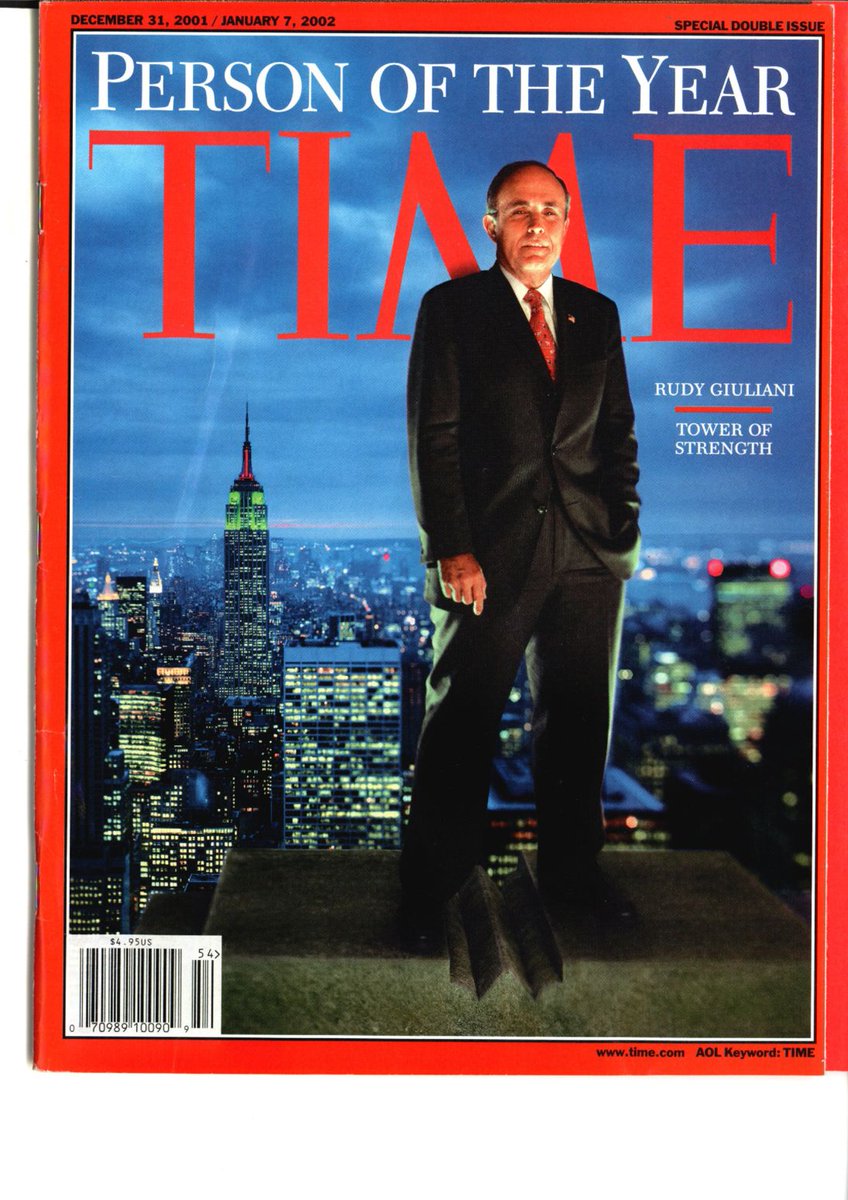 DECEMBER 31, 2001 / JANUARY 7, 2002
SPECIAL DOUBLE ISSUE
PERSON OF THE YEAR
TIME
RUDY GIULIANI
TOWER OF
STRENGTH
$4.95US
54>
0 70989 10090 9
www.time.com AOL Keyword: TIME